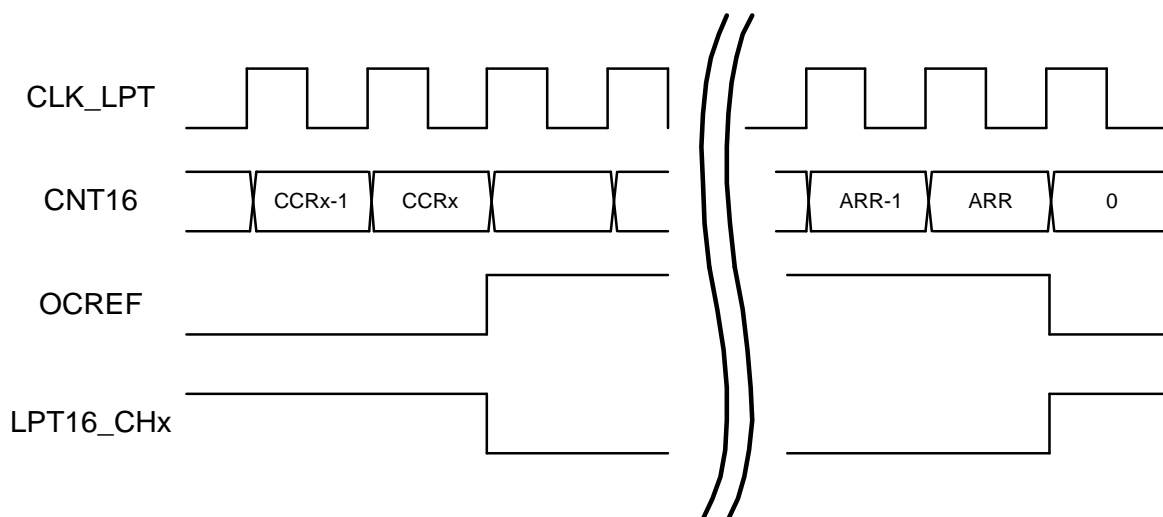 CLK_LPT
CNT16 CCRx-1 CCRx ARR-1 ARR 0
OCREF
LPT16_CHx